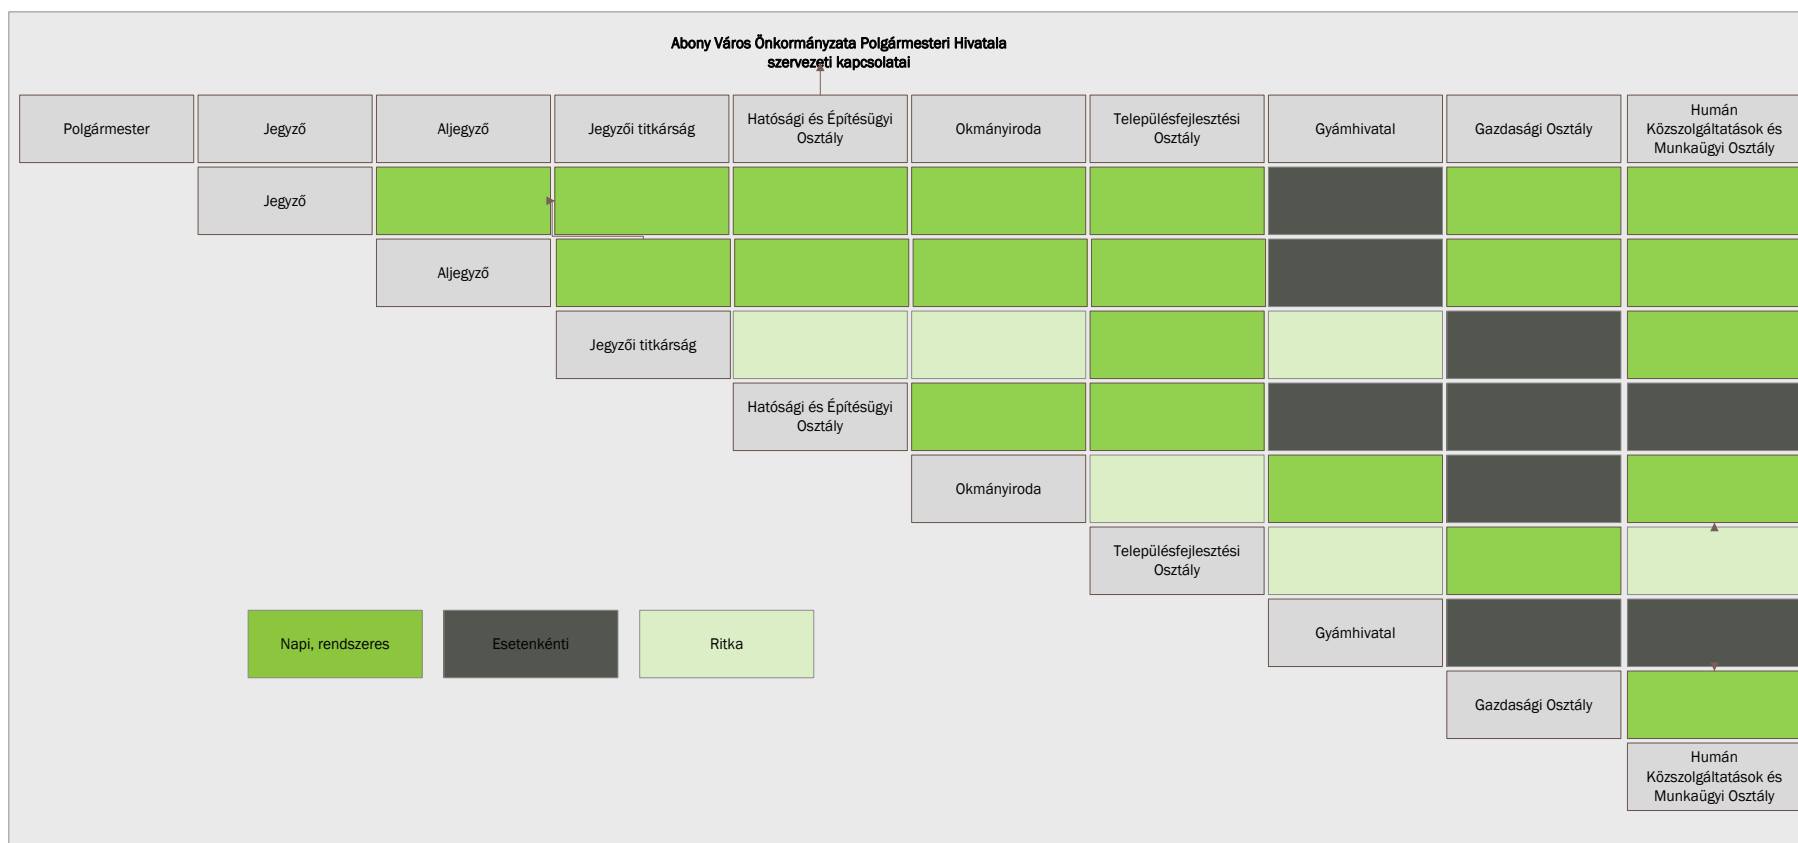 Abony Város Önkormányzata Polgármesteri Hivatala
szervezeti kapcsolatai
Polgármester
Jegyző
Aljegyző
Jegyzői titkárság
Hatósági és Építésügyi
Osztály
Okmányiroda
Településfejlesztési
Osztály
Gyámhivatal
Gazdasági Osztály
Humán
Közszolgáltatások és
Munkaügyi Osztály
Jegyző
Aljegyző
Jegyzői titkárság
Hatósági és Építésügyi
Osztály
Okmányiroda
Településfejlesztési
Osztály
Napi, rendszeres
Esetenkénti
Ritka
Gyámhivatal
Gazdasági Osztály
Humán
Közszolgáltatások és
Munkaügyi Osztály